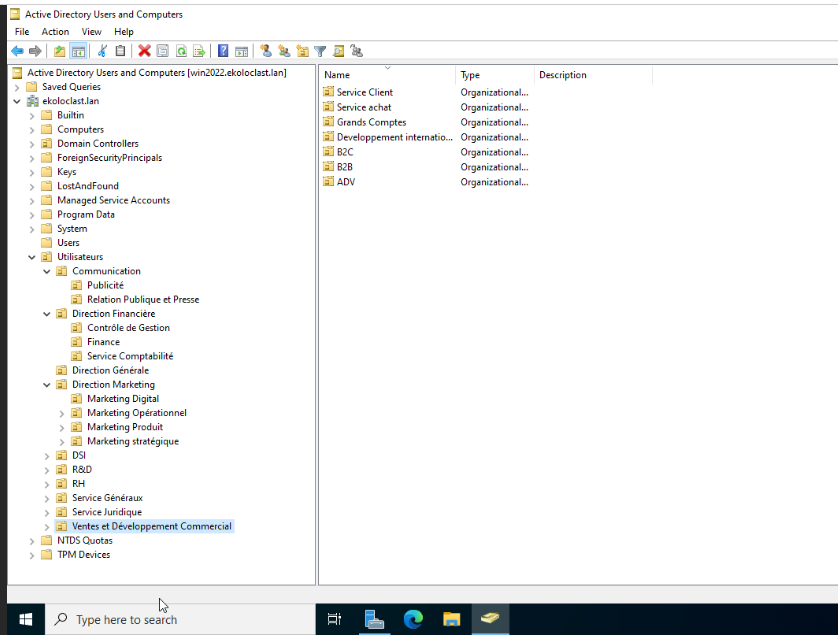 Active Directory Users and Computers
File Action View Help
Active Directory Users and Computers [win2022.ekoloclast.lan]
Saved Queries
ekoloclast.lan
Builtin
Computers
Domain Controllers
ForeignSecurityPrincipals
Keys
LostAndFound
Managed Service Accounts
Program Data
System
Users
Utilisateurs
Communication
Publicité
Relation Publique et Presse
Direction Financière
Contrôle de Gestion
Finance
Service Comptabilité
Direction Générale
Direction Marketing
Marketing Digital
Marketing Opérationnel
Marketing Produit
Marketing stratégique
DSI
R&D
RH
Service Généraux
Service Juridique
Ventes et Développement Commercial
NTDS Quotas
TPM Devices
Name Type Description
Service Client Organizational...
Service achat Organizational...
Grands Comptes Organizational...
Developpement internatio... Organizational...
B2C Organizational...
B2B Organizational...
ADV Organizational...
Type here to search